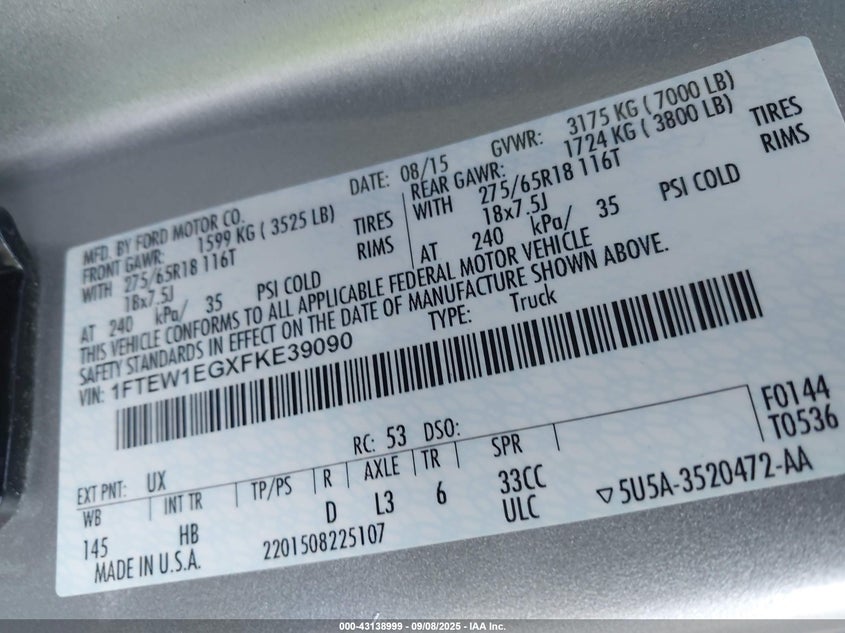 MFD. BY FORD MOTOR CO.
DATE: 08/15
GVWR: 3175 KG ( 7000 LB)
FRONT GAWR: 1599 KG ( 3525 LB)
REAR GAWR: 1724 KG ( 3800 LB)
WITH 275/65R18 116T TIRES
WITH 275/65R18 116T TIRES
18x7.5J RIMS
18x7.5J RIMS
AT 240 kPa/ 35 PSI COLD
AT 240 kPa/ 35 PSI COLD
THIS VEHICLE CONFORMS TO ALL APPLICABLE FEDERAL MOTOR VEHICLE
SAFETY STANDARDS IN EFFECT ON THE DATE OF MANUFACTURE SHOWN ABOVE.
VIN: 1FTEW1EGXFKE39090
TYPE: Truck
F0144
T0536
EXT PNT: UX
RC: 53 DSO:
WB INT TR TP/PS R AXLE TR SPR
145 HB D L3 6 33CC
ULC
▽5U5A-3520472-AA
MADE IN U.S.A.
2201508225107
000-43138999 - 09/08/2025 - IAA Inc.